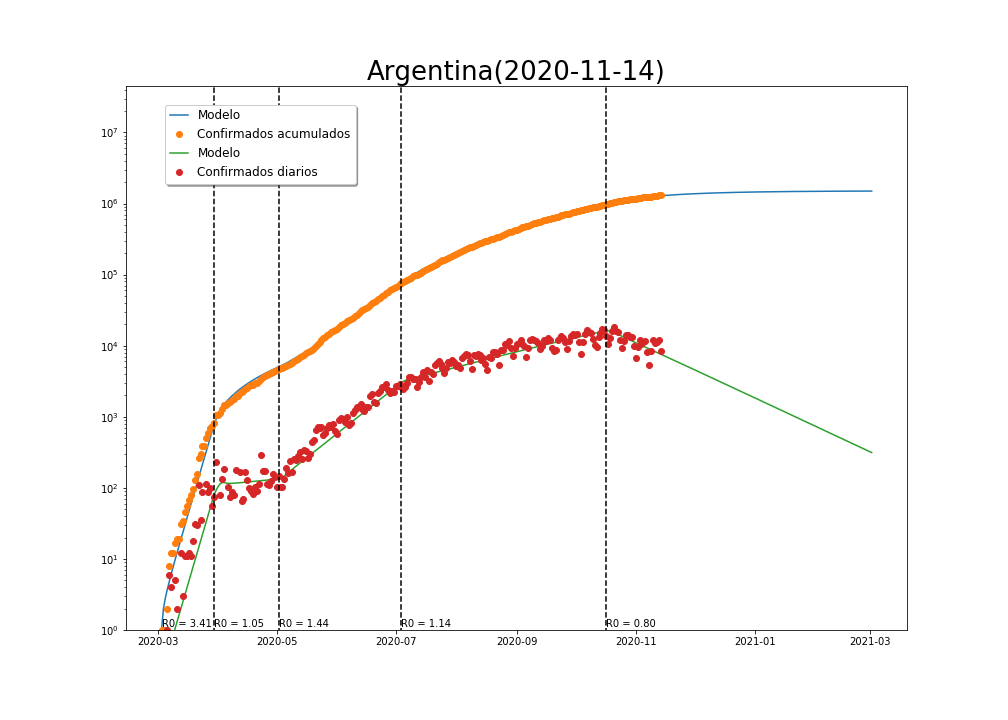 Argentina(2020-11-14)
Modelo
Confirmados acumulados
Modelo
Confirmados diarios
10⁷
10⁶
10⁵
10⁴
10³
10²
10¹
10⁰
R0 = 3.41 R0 = 1.05 R0 = 1.44 R0 = 1.14 R0 = 0.80
2020-03 2020-05 2020-07 2020-09 2020-11 2021-01 2021-03